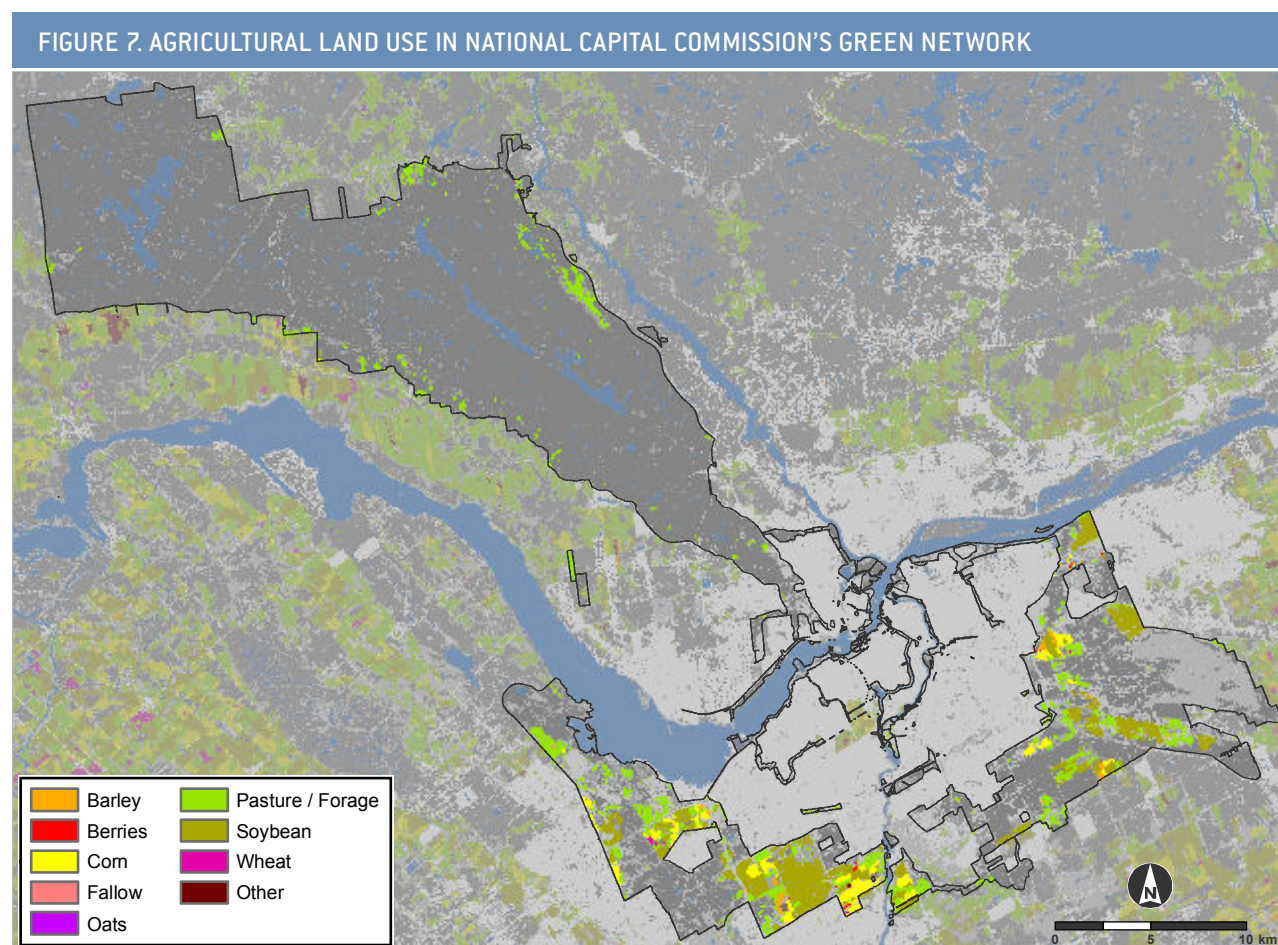 FIGURE 7. AGRICULTURAL LAND USE IN NATIONAL CAPITAL COMMISSION'S GREEN NETWORK
Barley
Berries
Corn
Fallow
Oats
Pasture / Forage
Soybean
Wheat
Other
N
0 5 10 km